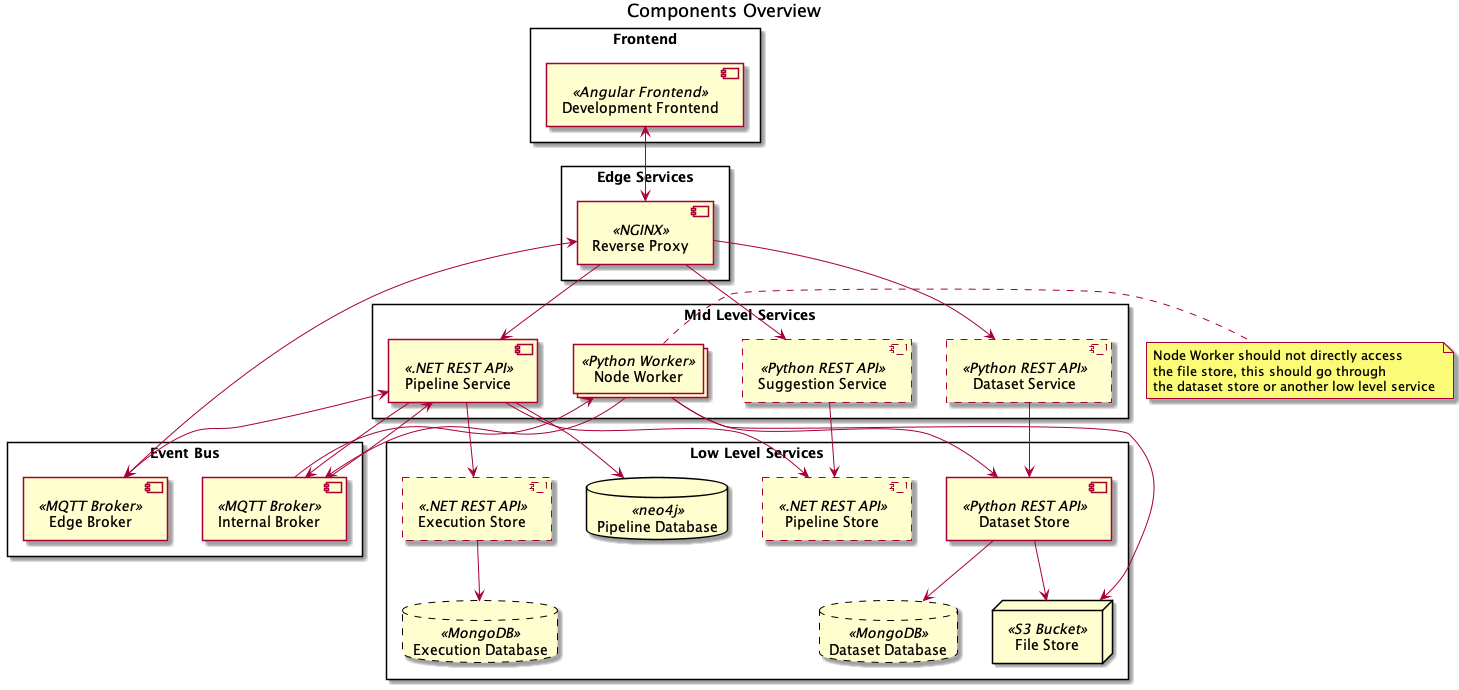 Components Overview
Frontend
«Angular Frontend»
Development Frontend
Edge Services
«NGINX»
Reverse Proxy
Mid Level Services
«.NET REST API»
Pipeline Service
«Python Worker»
Node Worker
«Python REST API»
Suggestion Service
«Python REST API»
Dataset Service
Node Worker should not directly access
the file store, this should go through
the dataset store or another low level service
Event Bus
«MQTT Broker»
Edge Broker
«MQTT Broker»
Internal Broker
Low Level Services
«.NET REST API»
Execution Store
«neo4j»
Pipeline Database
«.NET REST API»
Pipeline Store
«Python REST API»
Dataset Store
«MongoDB»
Execution Database
«MongoDB»
Dataset Database
«S3 Bucket»
File Store